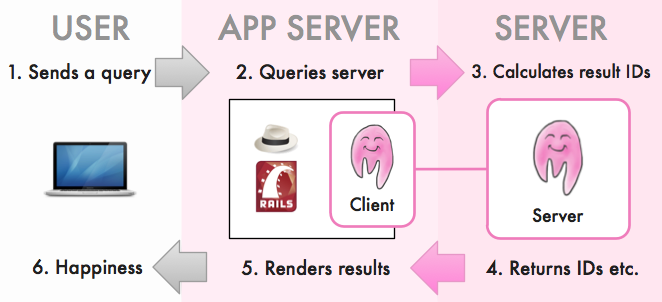 USER
APP SERVER
SERVER
1. Sends a query
2. Queries server
3. Calculates result IDs
RAILS
Client
Server
6. Happiness
5. Renders results
4. Returns IDs etc.